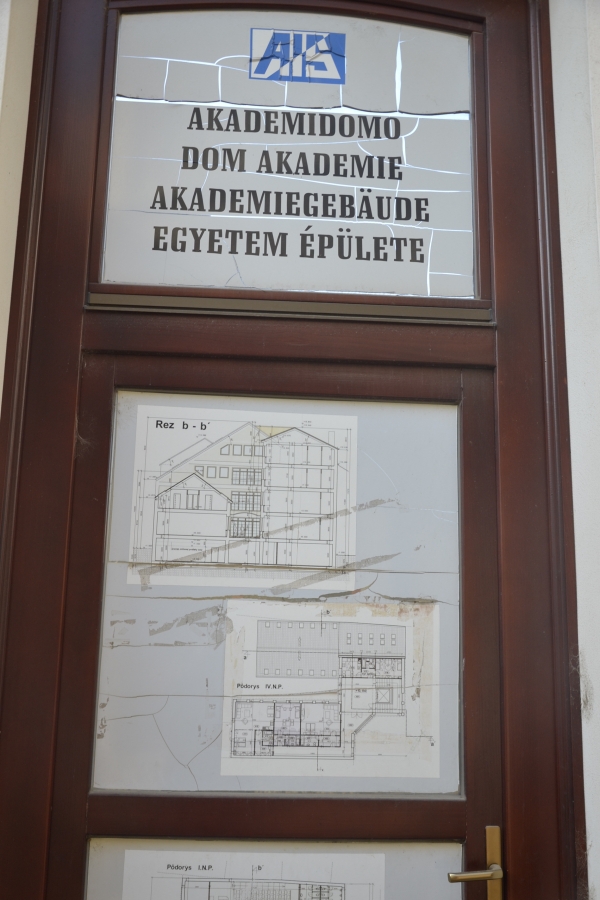 AIS
AKADEMIDOMO
DOM AKADEMIE
AKADEMIEGEBÄUDE
EGYETEM ÉPÜLETE
Rez b - b'
Pôdorys IV.N.P.
Pôdorys I.N.P.
b'